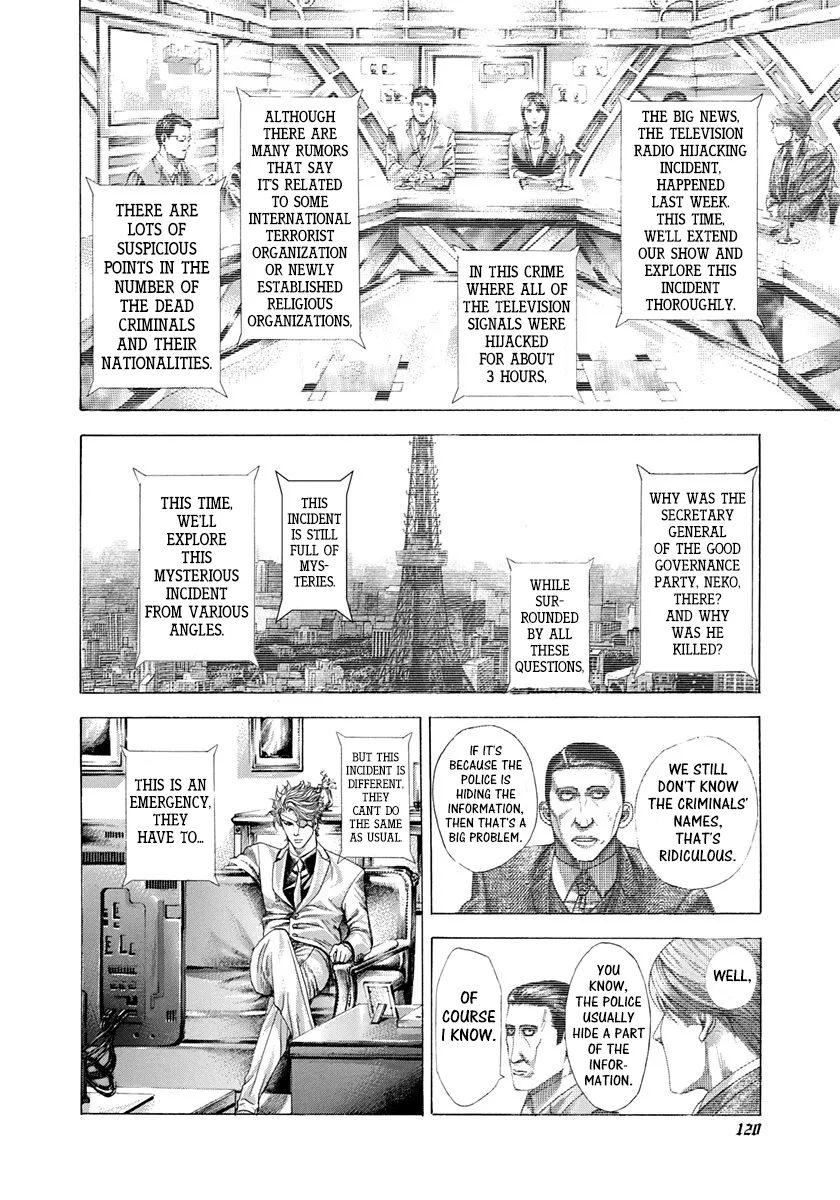 THE BIG NEWS,
THE TELEVISION
RADIO HIJACKING
INCIDENT,
HAPPENED
LAST WEEK.
THIS TIME,
WE'LL EXTEND
OUR SHOW AND
EXPLORE THIS
INCIDENT
THOROUGHLY.
IN THIS CRIME
WHERE ALL OF
THE TELEVISION
SIGNALS WERE
HIJACKED
FOR ABOUT
3 HOURS,
ALTHOUGH
THERE ARE
MANY RUMORS
THAT SAY
IT'S RELATED
TO SOME
INTERNATIONAL
TERRORIST
ORGANIZATION
OR NEWLY
ESTABLISHED
RELIGIOUS
ORGANIZATIONS,
THERE ARE
LOTS OF
SUSPICIOUS
POINTS IN THE
NUMBER OF
THE DEAD
CRIMINALS
AND THEIR
NATIONALITIES.
WHY WAS THE
SECRETARY
GENERAL
OF THE GOOD
GOVERNANCE
PARTY, NEKO,
THERE?
AND WHY
WAS HE
KILLED?
WHILE
SUR-
ROUNDED
BY ALL
THESE
QUESTIONS,
THIS
INCIDENT
IS STILL
FULL OF
MYS-
TERIES.
THIS TIME,
WE'LL
EXPLORE
THIS
MYSTERIOUS
INCIDENT
FROM VARIOUS
ANGLES.
WE STILL
DON'T KNOW
THE CRIMINALS'
NAMES,
THAT'S
RIDICULOUS.
IF IT'S
BECAUSE THE
POLICE IS
HIDING THE
INFORMATION,
THEN THAT'S A
BIG PROBLEM.
WELL,
YOU
KNOW,
THE POLICE
USUALLY
HIDE A PART
OF THE
INFOR-
MATION.
OF
COURSE
I KNOW.
BUT THIS
INCIDENT IS
DIFFERENT,
THEY
CAN'T DO
THE SAME
AS USUAL.
THIS IS AN
EMERGENCY,
THEY
HAVE TO...
120